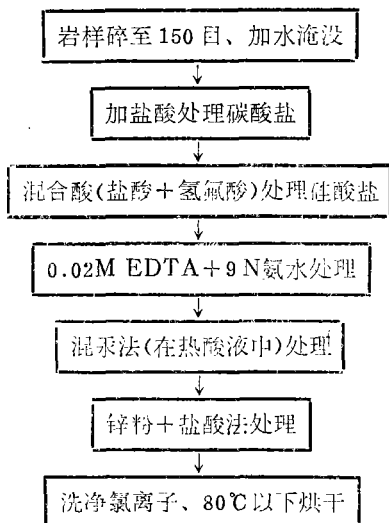 岩样碎至150目、加水淹没
加盐酸处理碳酸盐
混合酸(盐酸＋氢氟酸)处理硅酸盐
0.02M EDTA＋9N氨水处理
混汞法(在热酸液中)处理
锌粉＋盐酸法处理
洗净氯离子、80℃以下烘干